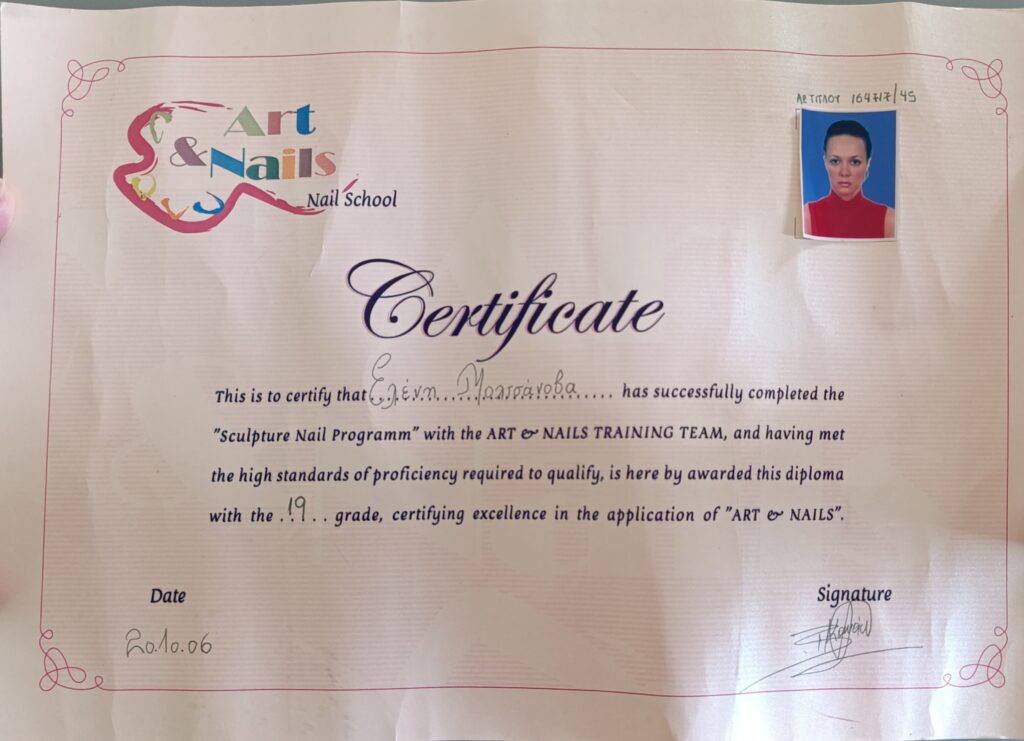 Art
& Nails
Nail School
ΑΡ ΤΙΤΛΟΥ 164717/45
Certificate
This is to certify that Ελένη Μολτσάνοβα has successfully completed the
"Sculpture Nail Programm" with the ART & NAILS TRAINING TEAM, and having met
the high standards of proficiency required to qualify, is here by awarded this diploma
with the .19.. grade, certifying excellence in the application of "ART & NAILS".
Date
Signature
20.10.06